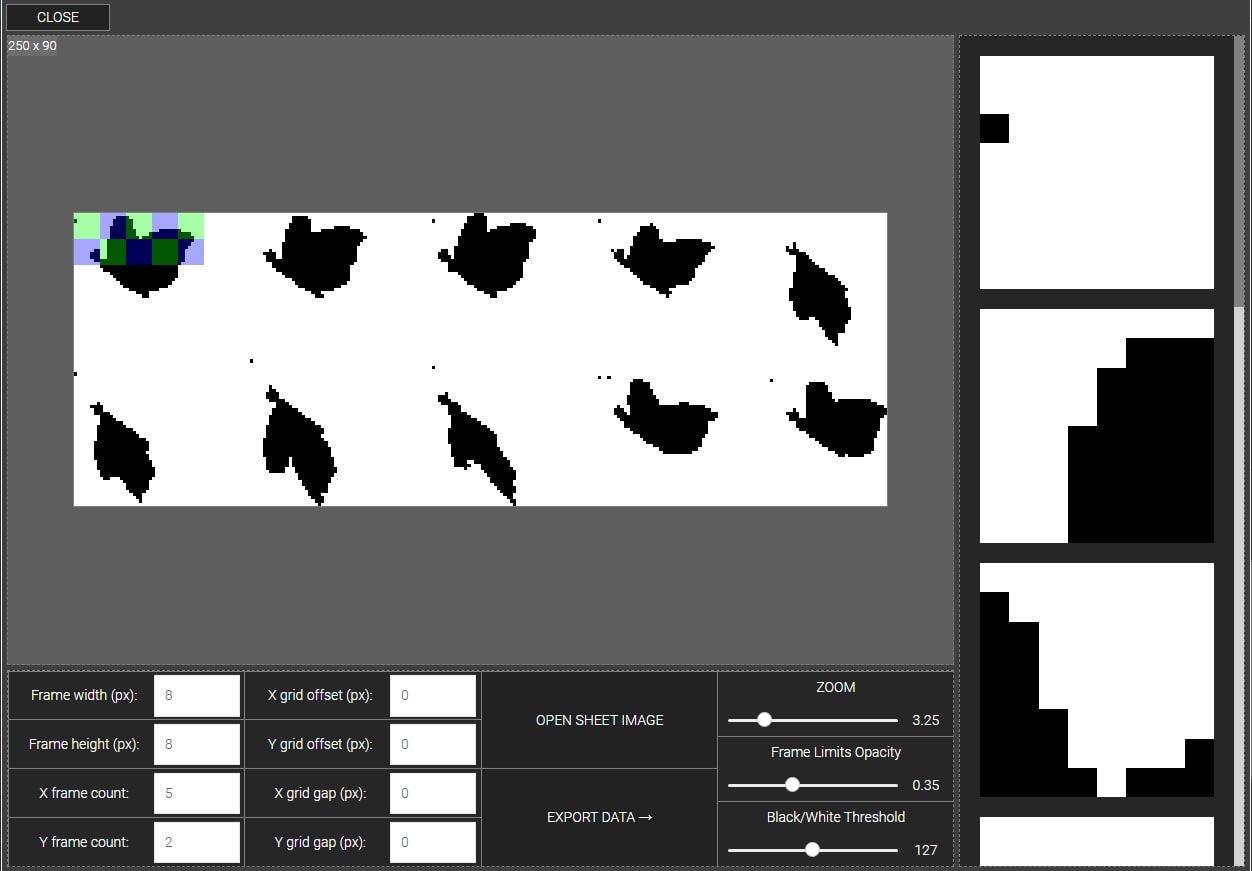 CLOSE
250 x 90
Frame width (px): 8
X grid offset (px): 0
Frame height (px): 8
Y grid offset (px): 0
X frame count: 5
X grid gap (px): 0
Y frame count: 2
Y grid gap (px): 0
OPEN SHEET IMAGE
EXPORT DATA →
ZOOM
3.25
Frame Limits Opacity
0.35
Black/White Threshold
127